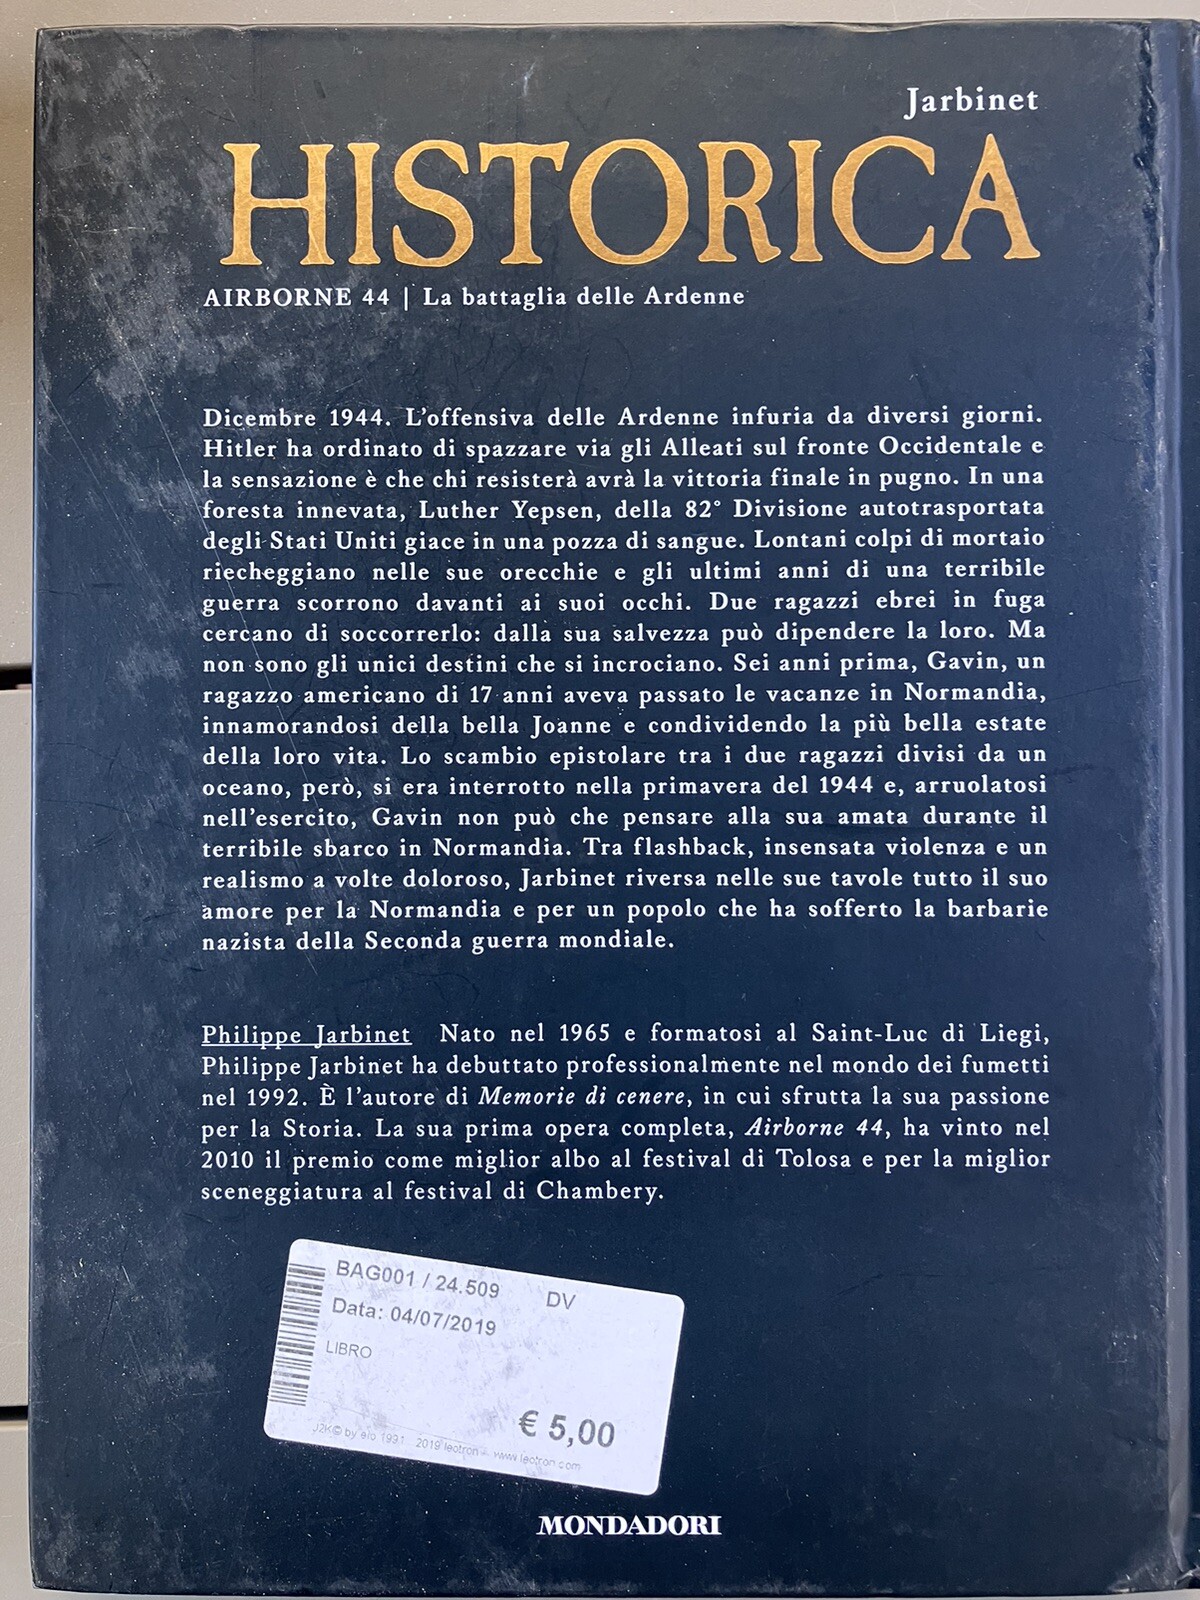 Jarbinet
HISTORICA
AIRBORNE 44 | La battaglia delle Ardenne
Dicembre 1944. L'offensiva delle Ardenne infuria da diversi giorni.
Hitler ha ordinato di spazzare via gli Alleati sul fronte Occidentale e
la sensazione è che chi resisterà avrà la vittoria finale in pugno. In una
foresta innevata, Luther Yepsen, della 82° Divisione autotrasportata
degli Stati Uniti giace in una pozza di sangue. Lontani colpi di mortaio
riecheggiano nelle sue orecchie e gli ultimi anni di una terribile
guerra scorrono davanti ai suoi occhi. Due ragazzi ebrei in fuga
cercano di soccorrerlo: dalla sua salvezza può dipendere la loro. Ma
non sono gli unici destini che si incrociano. Sei anni prima, Gavin, un
ragazzo americano di 17 anni aveva passato le vacanze in Normandia,
innamorandosi della bella Joanne e condividendo la più bella estate
della loro vita. Lo scambio epistolare tra i due ragazzi divisi da un
oceano, però, si era interrotto nella primavera del 1944 e, arruolatosi
nell'esercito, Gavin non può che pensare alla sua amata durante il
terribile sbarco in Normandia. Tra flashback, insensata violenza e un
realismo a volte doloroso, Jarbinet riversa nelle sue tavole tutto il suo
amore per la Normandia e per un popolo che ha sofferto la barbarie
nazista della Seconda guerra mondiale.
Philippe Jarbinet Nato nel 1965 e formatosi al Saint-Luc di Liegi,
Philippe Jarbinet ha debuttato professionalmente nel mondo dei fumetti
nel 1992. È l'autore di Memorie di cenere, in cui sfrutta la sua passione
per la Storia. La sua prima opera completa, Airborne 44, ha vinto nel
2010 il premio come miglior albo al festival di Tolosa e per la miglior
sceneggiatura al festival di Chambery.
BAG001 / 24.509 DV
Data: 04/07/2019
LIBRO
€ 5,00
J2K© by elo 1991 2019 leotron - www.leotron.com
MONDADORI